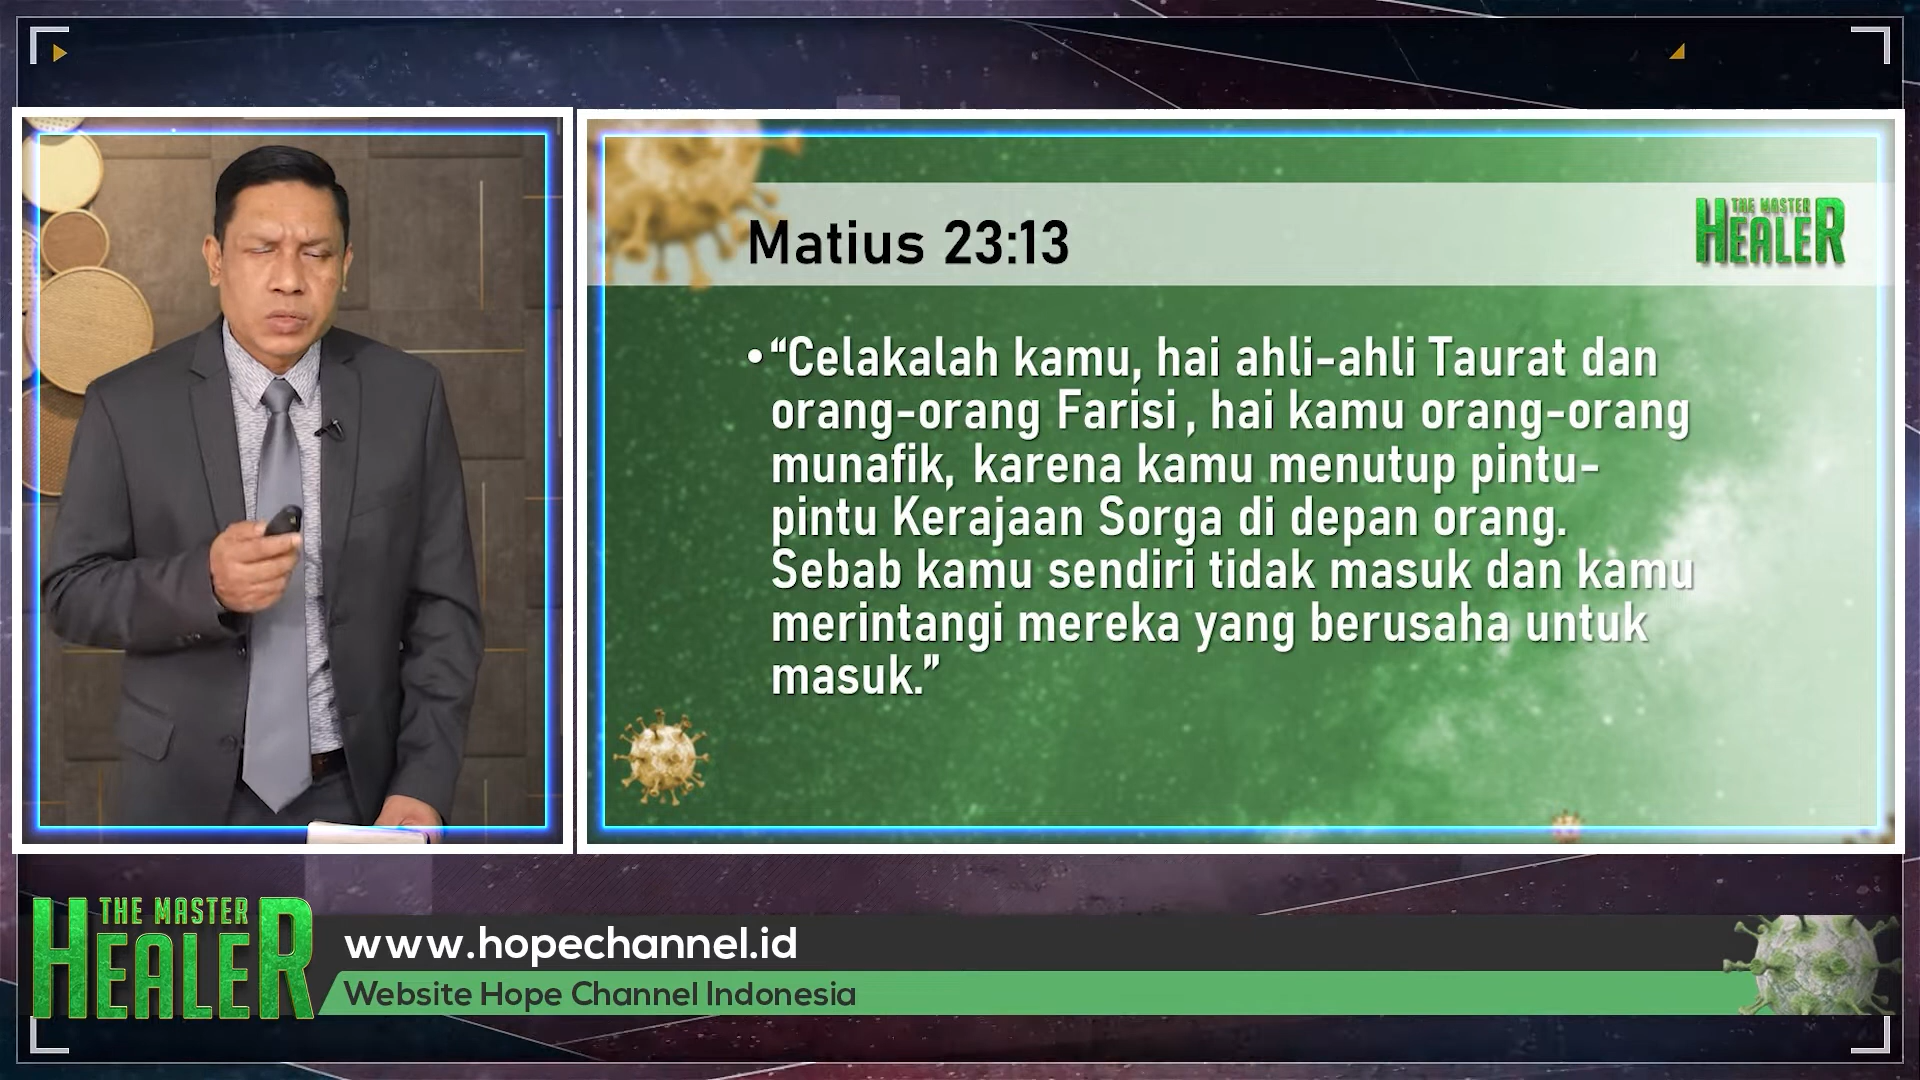 Matius 23:13
THE MASTER
HEALER
•“Celakalah kamu, hai ahli-ahli Taurat dan
orang-orang Farisi , hai kamu orang-orang
munafik, karena kamu menutup pintu-
pintu Kerajaan Sorga di depan orang.
Sebab kamu sendiri tidak masuk dan kamu
merintangi mereka yang berusaha untuk
masuk.”
THE MASTER
HEALER
www.hopechannel.id
Website Hope Channel Indonesia